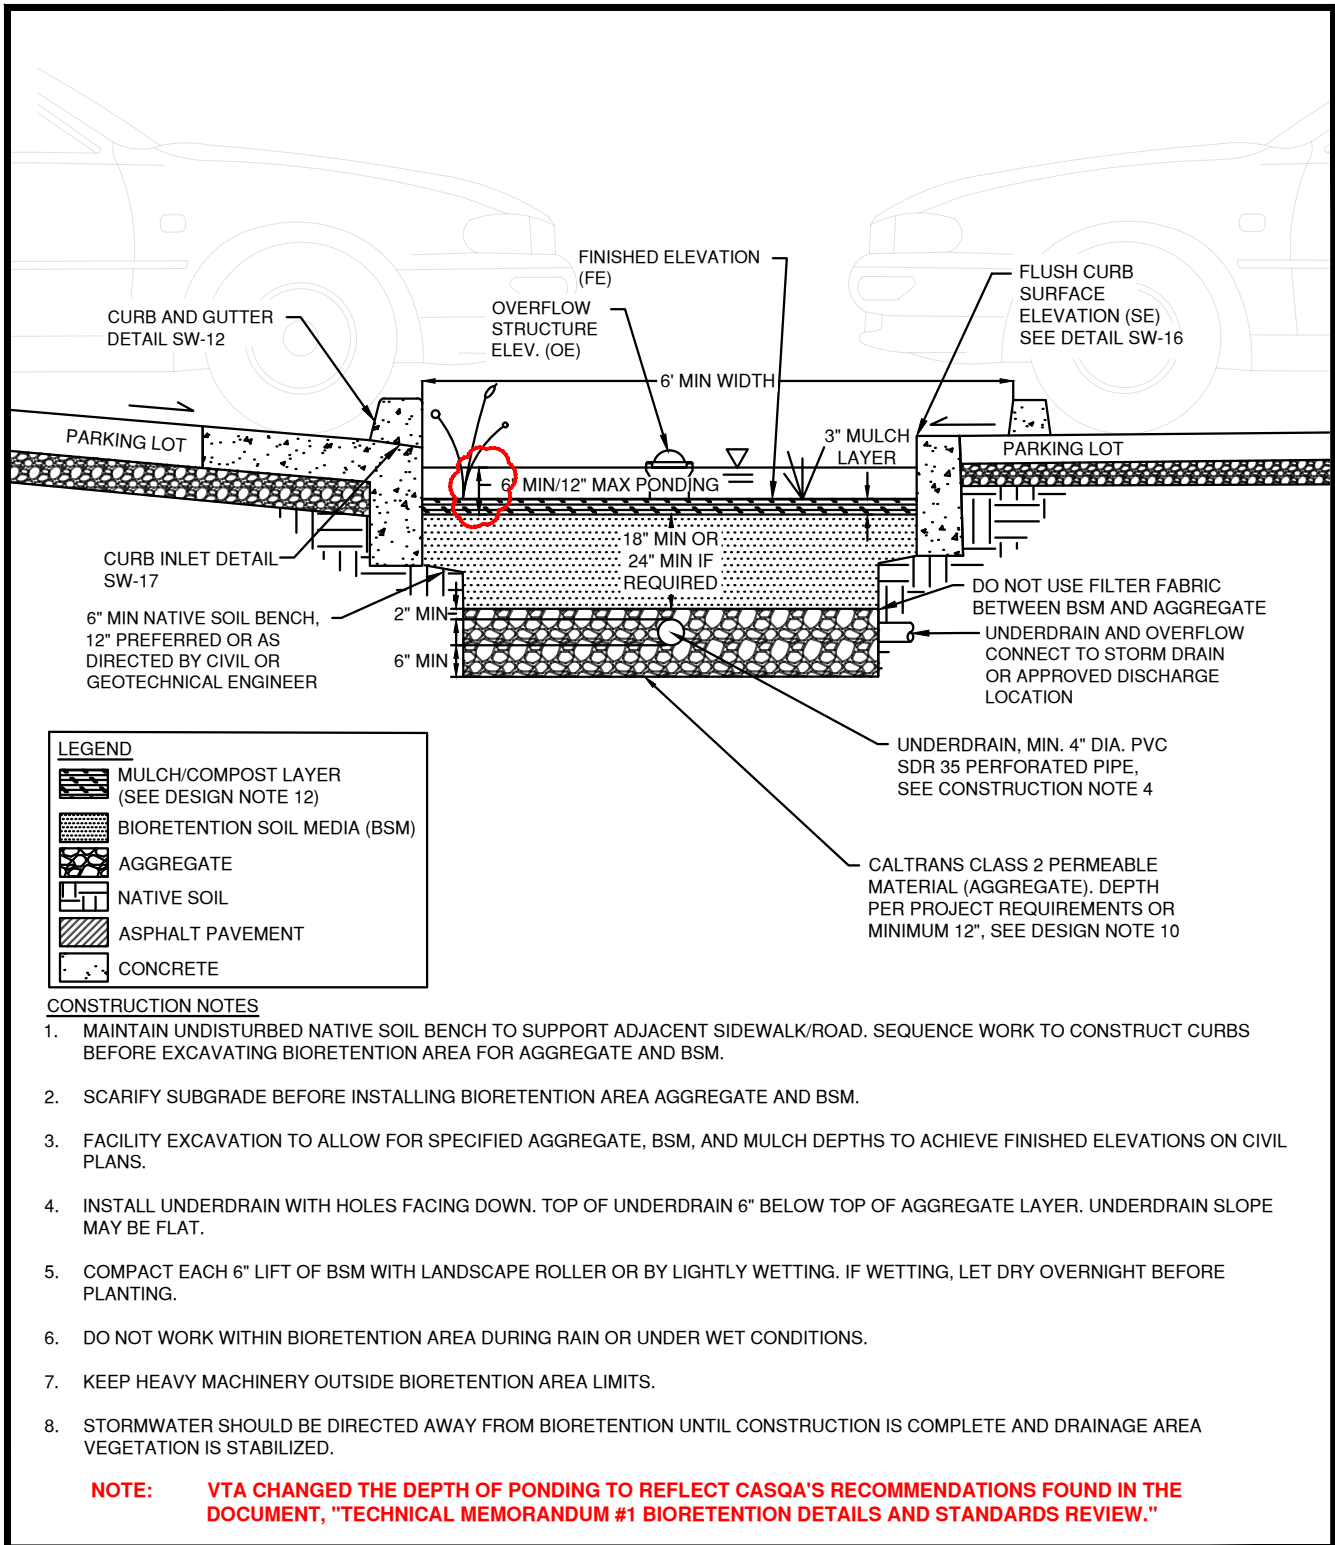 FINISHED ELEVATION
(FE)
OVERFLOW
STRUCTURE
ELEV. (OE)
FLUSH CURB
SURFACE
ELEVATION (SE)
SEE DETAIL SW-16
CURB AND GUTTER
DETAIL SW-12
6' MIN WIDTH
PARKING LOT
3" MULCH
LAYER
PARKING LOT
6" MIN/12" MAX PONDING
18" MIN OR
24" MIN IF
REQUIRED
CURB INLET DETAIL
SW-17
6" MIN NATIVE SOIL BENCH,
12" PREFERRED OR AS
DIRECTED BY CIVIL OR
GEOTECHNICAL ENGINEER
2" MIN
6" MIN
DO NOT USE FILTER FABRIC
BETWEEN BSM AND AGGREGATE
UNDERDRAIN AND OVERFLOW
CONNECT TO STORM DRAIN
OR APPROVED DISCHARGE
LOCATION
UNDERDRAIN, MIN. 4" DIA. PVC
SDR 35 PERFORATED PIPE,
SEE CONSTRUCTION NOTE 4
CALTRANS CLASS 2 PERMEABLE
MATERIAL (AGGREGATE). DEPTH
PER PROJECT REQUIREMENTS OR
MINIMUM 12", SEE DESIGN NOTE 10
LEGEND
MULCH/COMPOST LAYER
(SEE DESIGN NOTE 12)
BIORETENTION SOIL MEDIA (BSM)
AGGREGATE
NATIVE SOIL
ASPHALT PAVEMENT
CONCRETE
CONSTRUCTION NOTES
1. MAINTAIN UNDISTURBED NATIVE SOIL BENCH TO SUPPORT ADJACENT SIDEWALK/ROAD. SEQUENCE WORK TO CONSTRUCT CURBS
BEFORE EXCAVATING BIORETENTION AREA FOR AGGREGATE AND BSM.
2. SCARIFY SUBGRADE BEFORE INSTALLING BIORETENTION AREA AGGREGATE AND BSM.
3. FACILITY EXCAVATION TO ALLOW FOR SPECIFIED AGGREGATE, BSM, AND MULCH DEPTHS TO ACHIEVE FINISHED ELEVATIONS ON CIVIL
PLANS.
4. INSTALL UNDERDRAIN WITH HOLES FACING DOWN. TOP OF UNDERDRAIN 6" BELOW TOP OF AGGREGATE LAYER. UNDERDRAIN SLOPE
MAY BE FLAT.
5. COMPACT EACH 6" LIFT OF BSM WITH LANDSCAPE ROLLER OR BY LIGHTLY WETTING. IF WETTING, LET DRY OVERNIGHT BEFORE
PLANTING.
6. DO NOT WORK WITHIN BIORETENTION AREA DURING RAIN OR UNDER WET CONDITIONS.
7. KEEP HEAVY MACHINERY OUTSIDE BIORETENTION AREA LIMITS.
8. STORMWATER SHOULD BE DIRECTED AWAY FROM BIORETENTION UNTIL CONSTRUCTION IS COMPLETE AND DRAINAGE AREA
VEGETATION IS STABILIZED.
NOTE: VTA CHANGED THE DEPTH OF PONDING TO REFLECT CASQA'S RECOMMENDATIONS FOUND IN THE
DOCUMENT, "TECHNICAL MEMORANDUM #1 BIORETENTION DETAILS AND STANDARDS REVIEW."